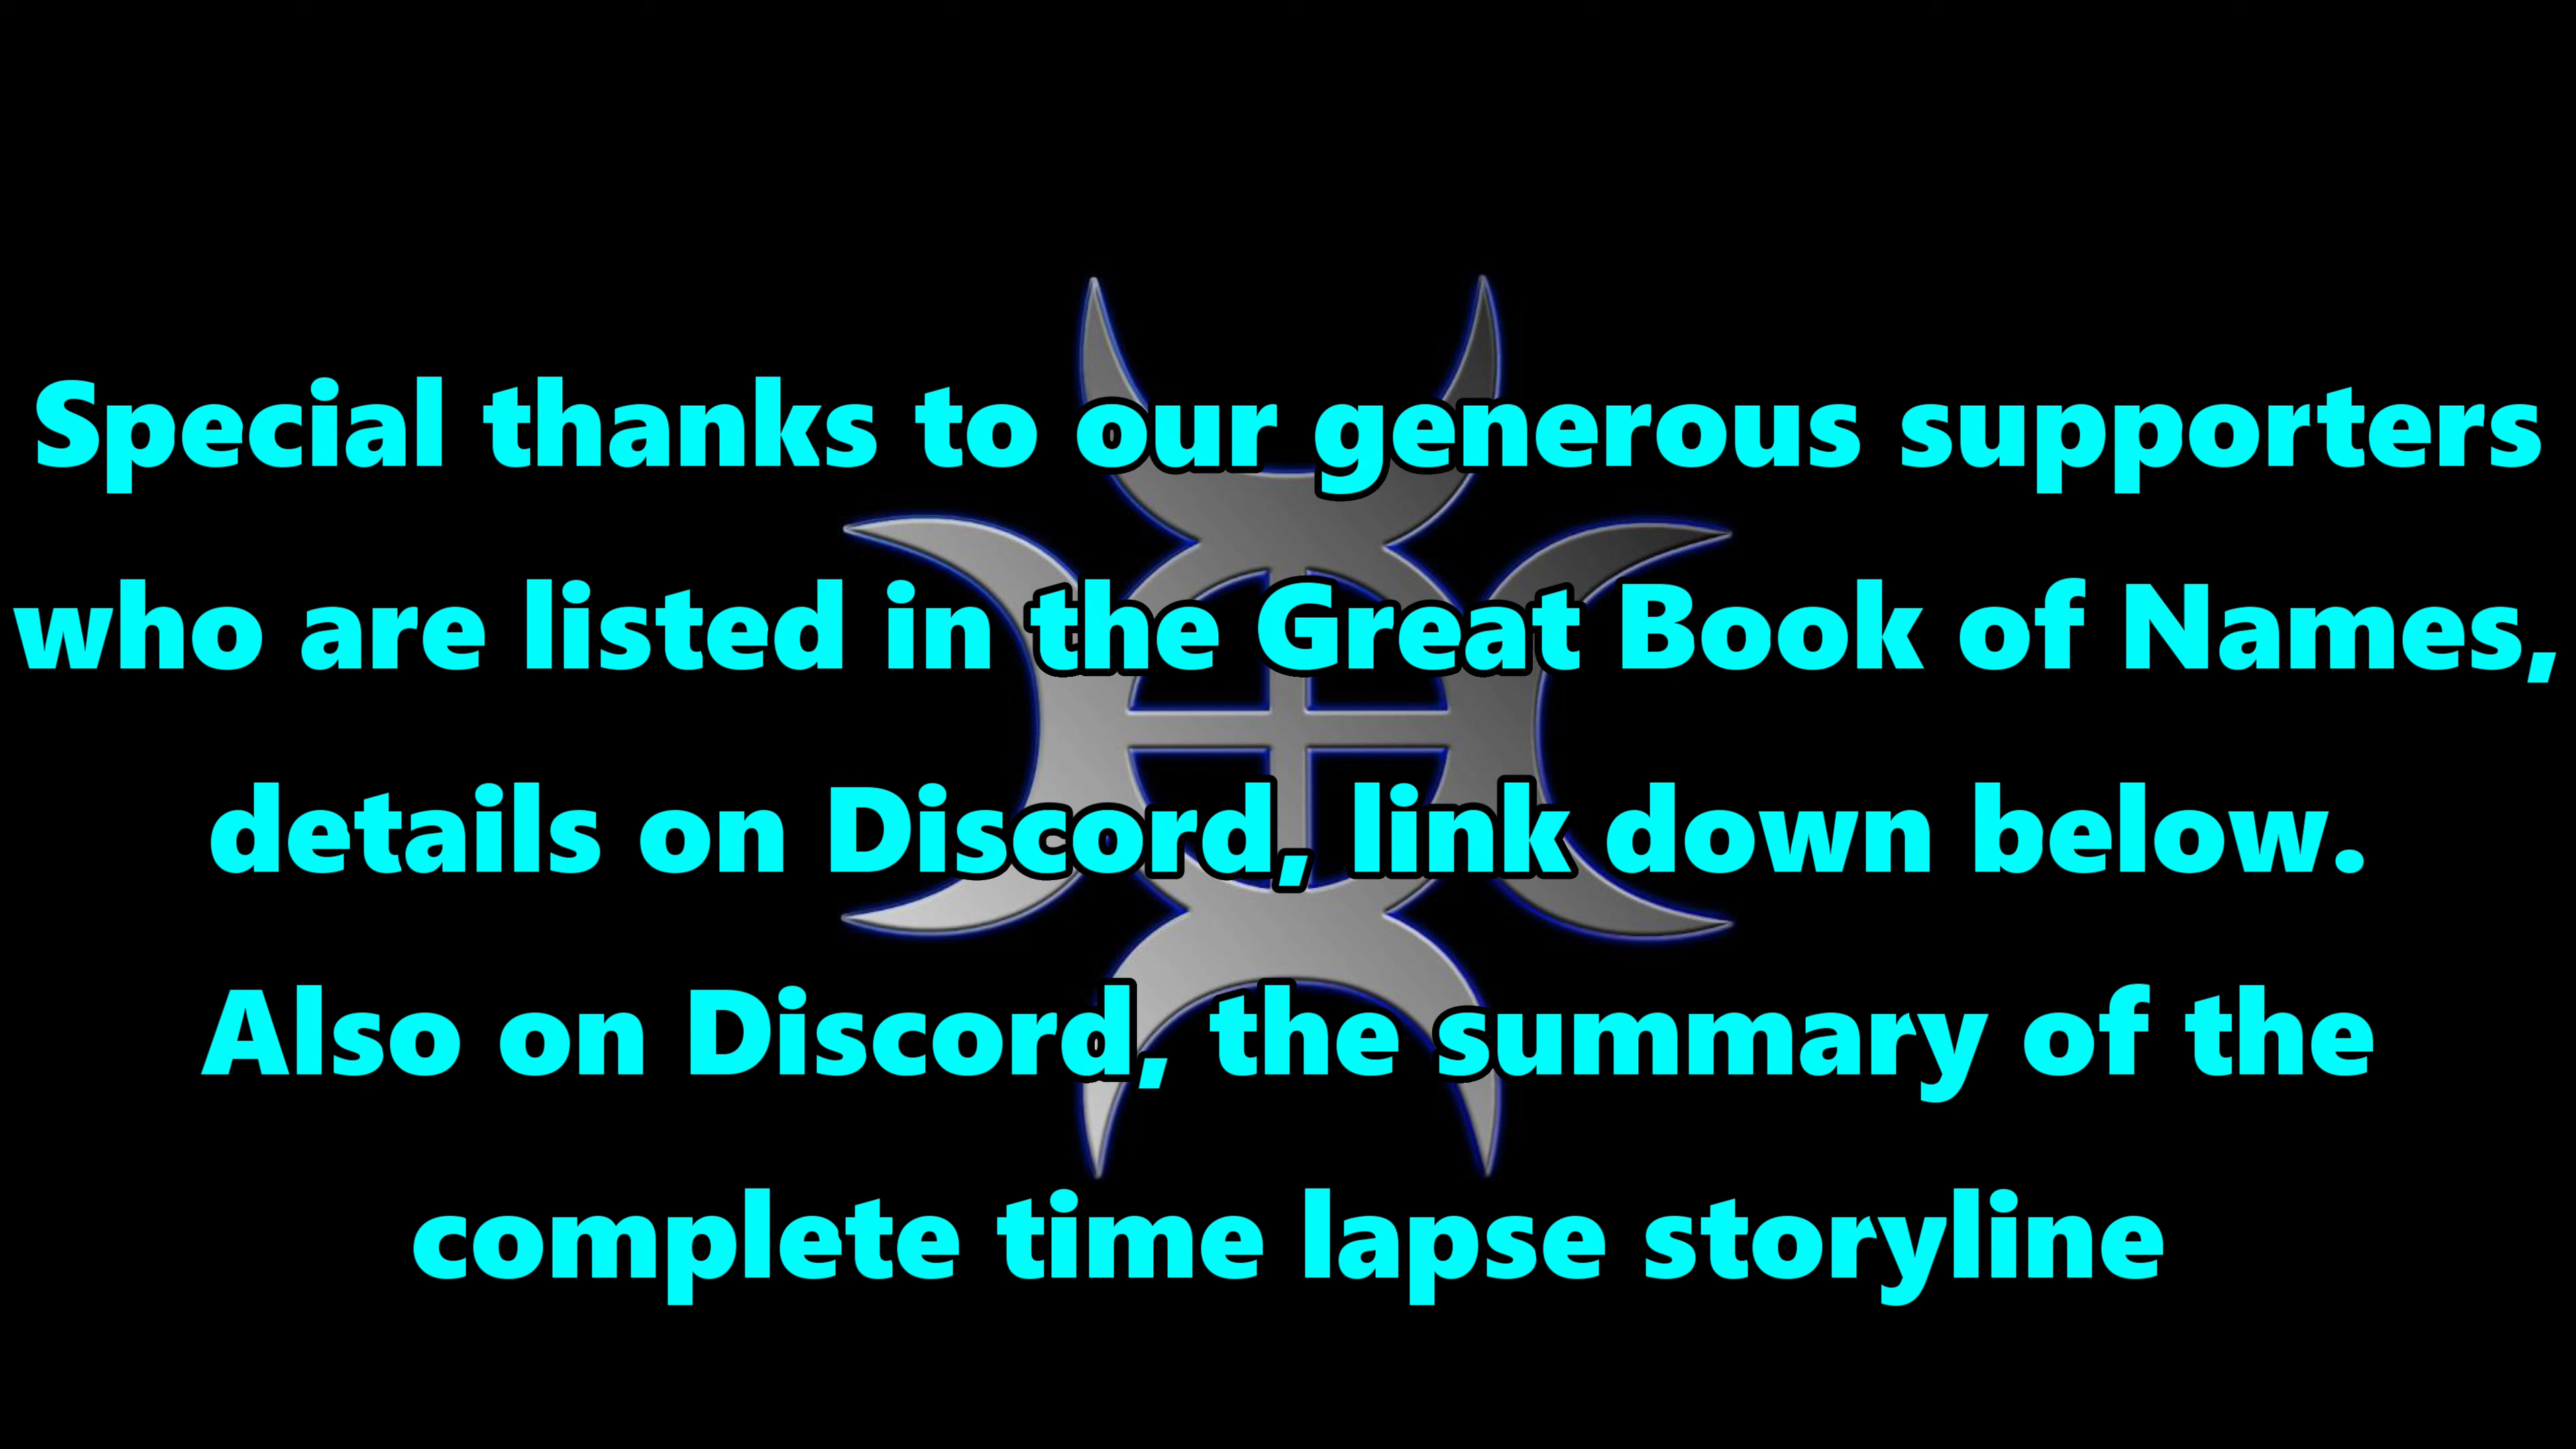 Special thanks to our generous supporters
who are listed in the Great Book of Names,
details on Discord, link down below.
Also on Discord, the summary of the
complete time lapse storyline